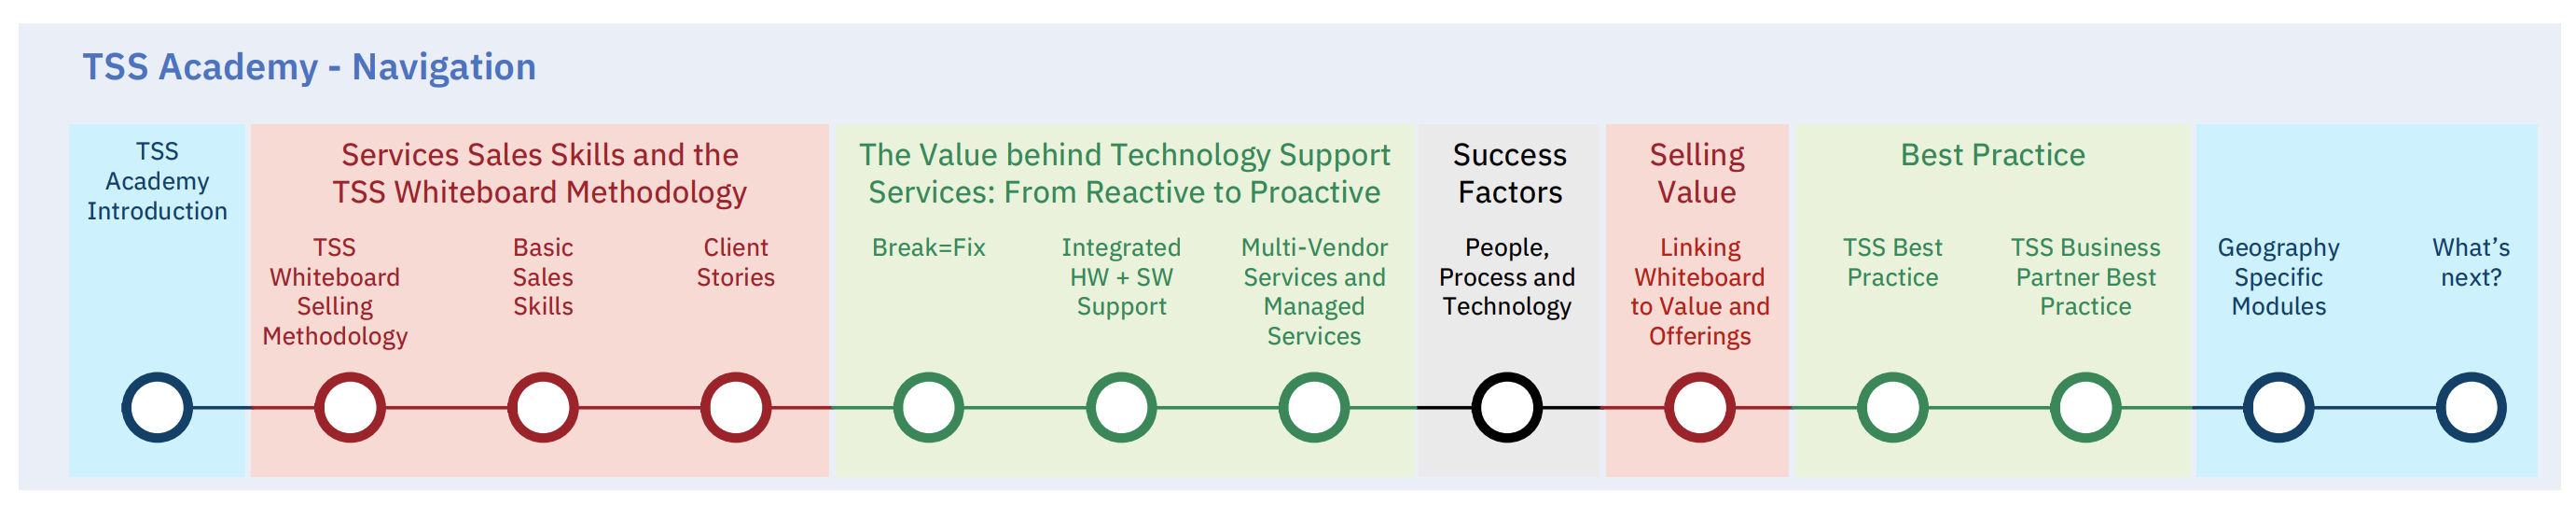 TSS Academy - Navigation
TSS
Academy
Introduction
Services Sales Skills and the
TSS Whiteboard Methodology
TSS
Whiteboard
Selling
Methodology
Basic
Sales
Skills
Client
Stories
The Value behind Technology Support
Services: From Reactive to Proactive
Break=Fix
Integrated
HW + SW
Support
Multi-Vendor
Services and
Managed
Services
Success
Factors
People,
Process and
Technology
Selling
Value
Linking
Whiteboard
to Value and
Offerings
Best Practice
TSS Best
Practice
TSS Business
Partner Best
Practice
Geography
Specific
Modules
What’s
next?